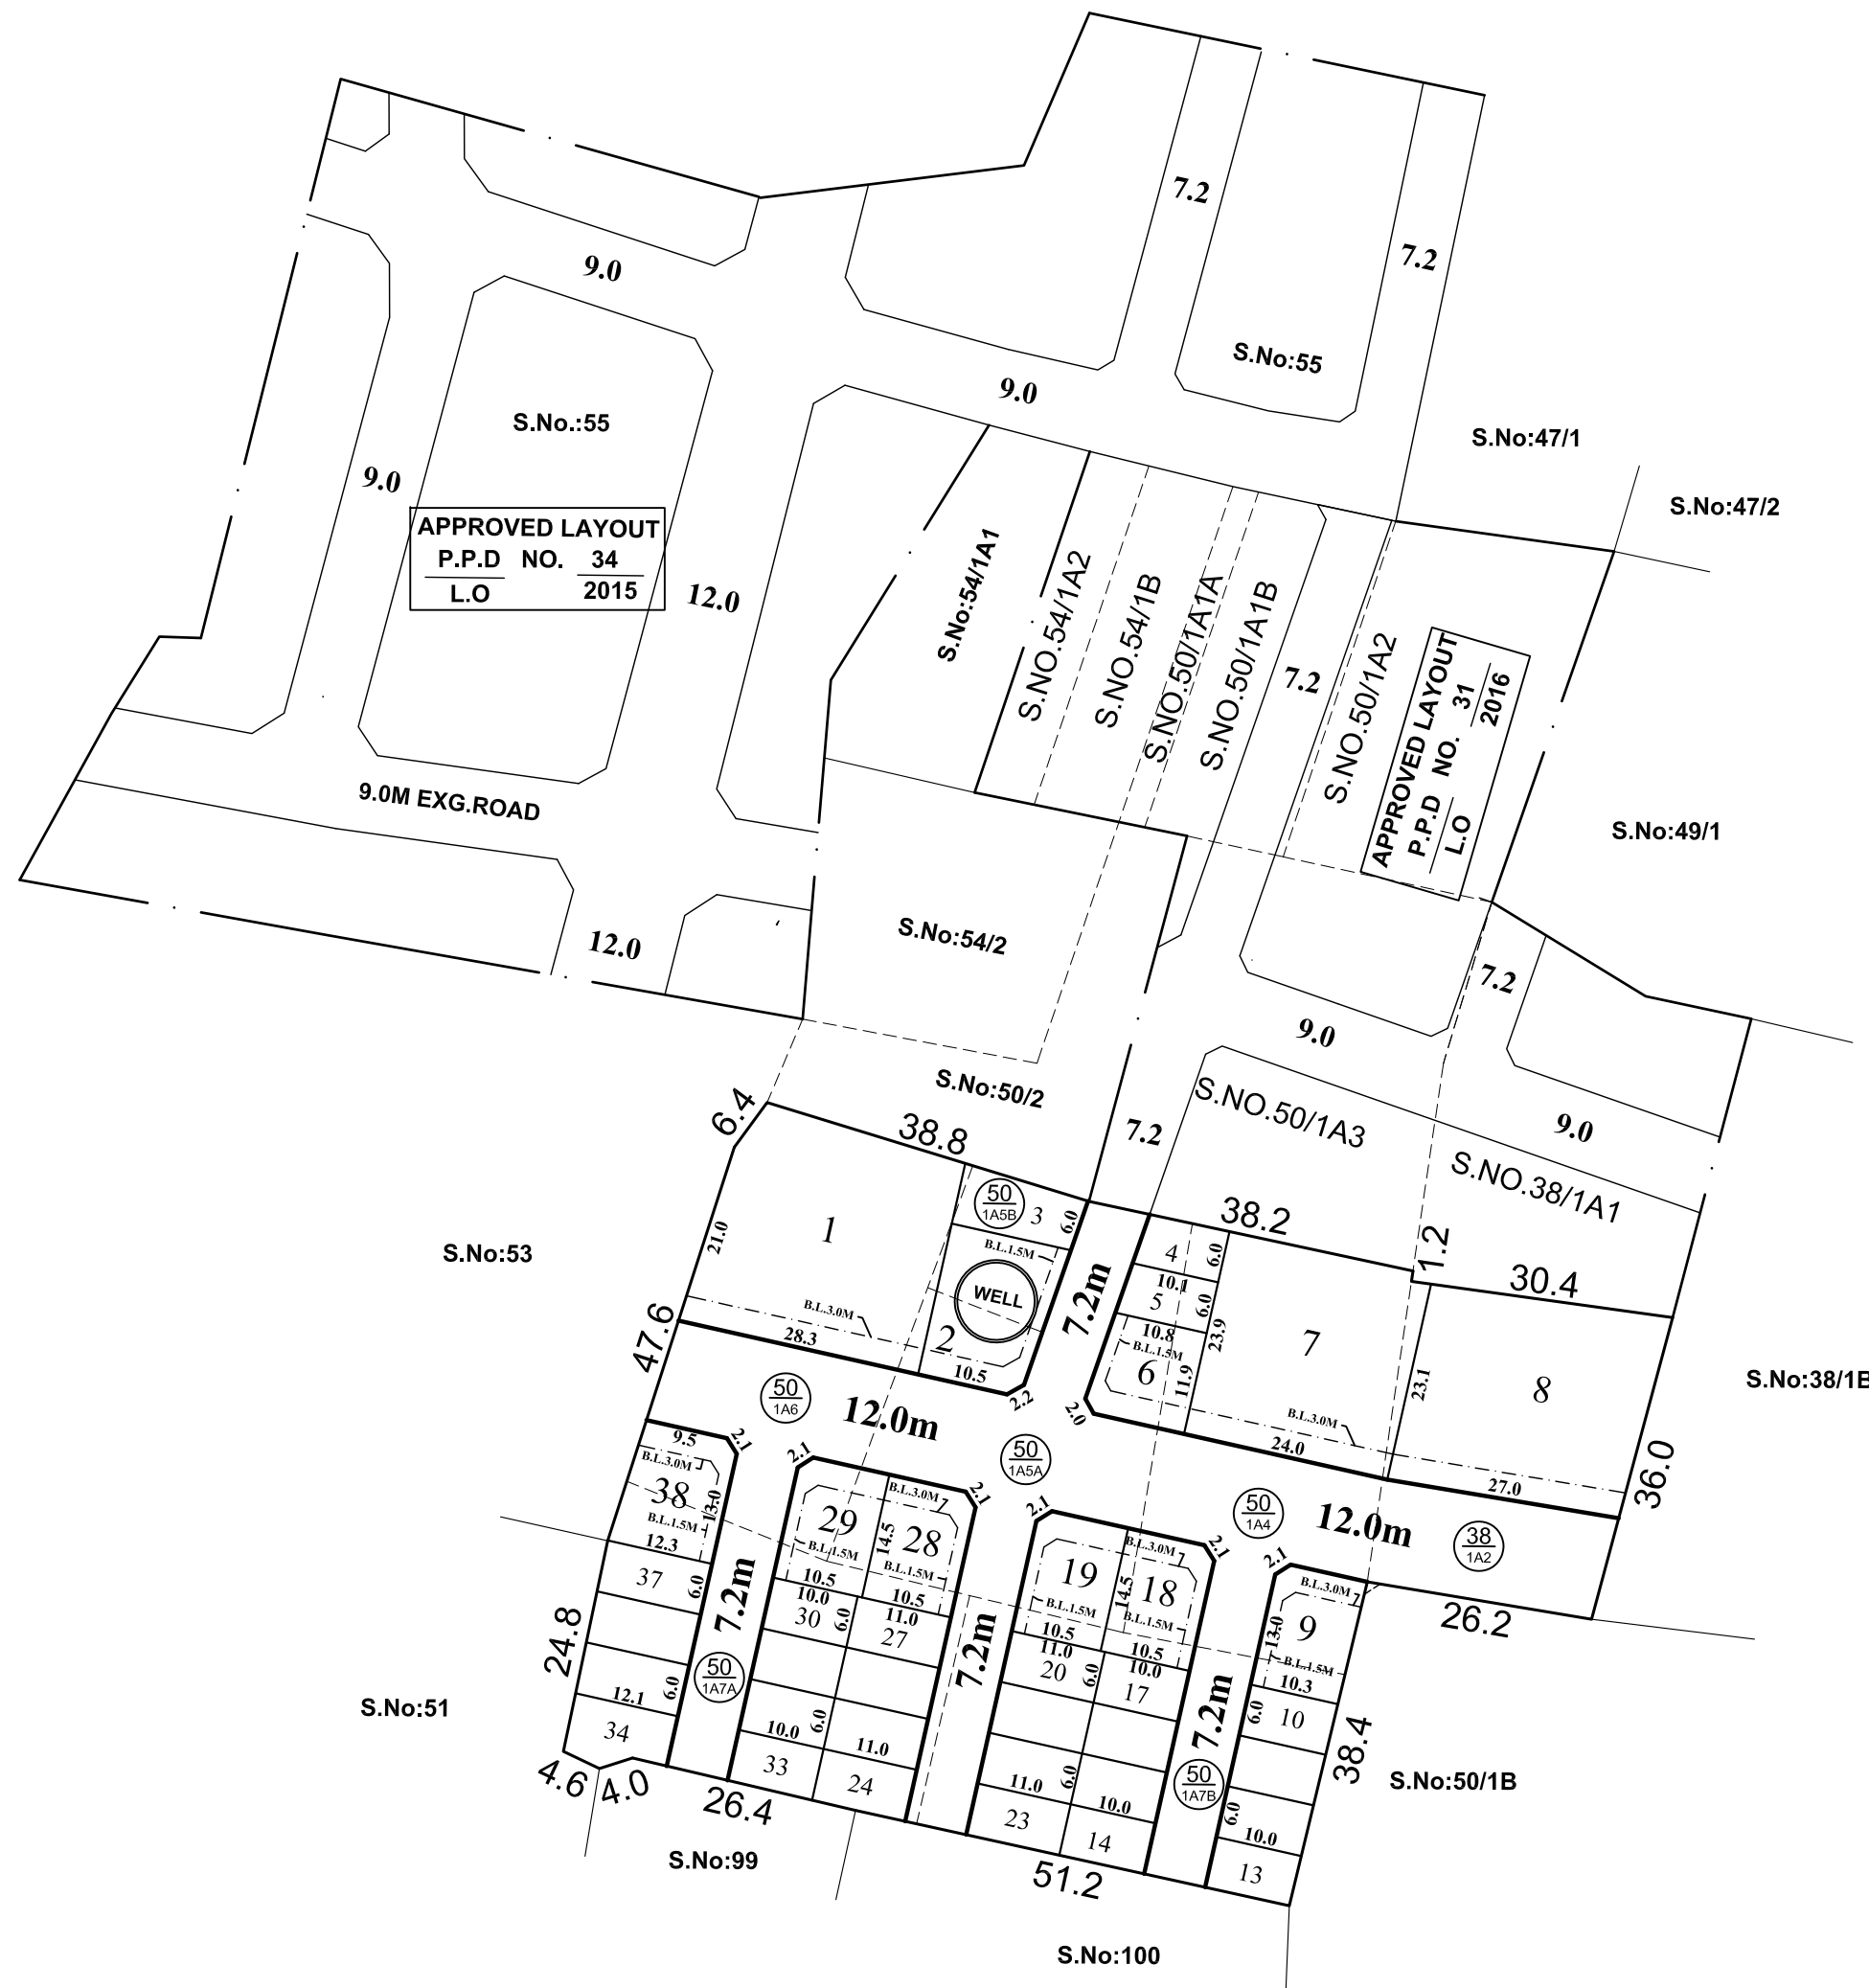 7.2
7.2
9.0
S.No:55
9.0
S.No.:55
9.0
S.No:47/1
S.No:47/2
APPROVED LAYOUT
P.P.D NO. 34
L.O 2015
12.0
S.No:54/1A1
S.NO.54/1A2
S.NO.54/1B
S.NO.50/1A1A
S.NO.50/1A1B
7.2
S.NO.50/1A2
APPROVED LAYOUT
P.P.D NO. 31
L.O 2016
9.0M EXG.ROAD
S.No:49/1
12.0
S.No:54/2
7.2
9.0
S.No:50/2
S.NO.50/1A3
9.0
7.2
S.NO.38/1A1
6.4
38.8
50
1A5B
3
6.0
38.2
1.2
30.4
1
21.0
S.No:53
B.L.1.5M
WELL
7.2m
4
6.0
10.1
5
6.0
10.8
B.L.1.5M
6
11.9
23.9
7
23.1
8
S.No:38/1B
B.L.3.0M
28.3
2
10.5
2.2
2.0
B.L.3.0M
24.0
27.0
36.0
47.6
50
1A6
12.0m
50
1A5A
50
1A4
12.0m
38
1A2
9.5
2.1
B.L.3.0M
38
13.0
B.L.1.5M
12.3
37
6.0
2.1
29
B.L.1.5M
14.5
B.L.3.0M
28
B.L.1.5M
2.1
10.5
10.0
30
6.0
10.5
11.0
27
2.1
19
B.L.1.5M
14.5
B.L.3.0M
18
B.L.1.5M
2.1
10.5
11.0
20
6.0
10.5
10.0
17
2.1
B.L.3.0M
9
13.0
B.L.1.5M
10.3
6.0
10
26.2
7.2m
7.2m
7.2m
24.8
50
1A7A
12.1
6.0
34
S.No:51
10.0
6.0
11.0
33
24
11.0
6.0
10.0
23
14
50
1A7B
6.0
10.0
13
38.4
S.No:50/1B
4.6
4.0
26.4
S.No:99
51.2
S.No:100